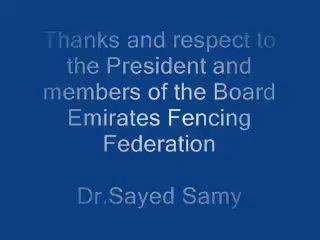 Thanks and respect to
the President and
members of the Board
Emirates Fencing
Federation
Dr.Sayed Samy